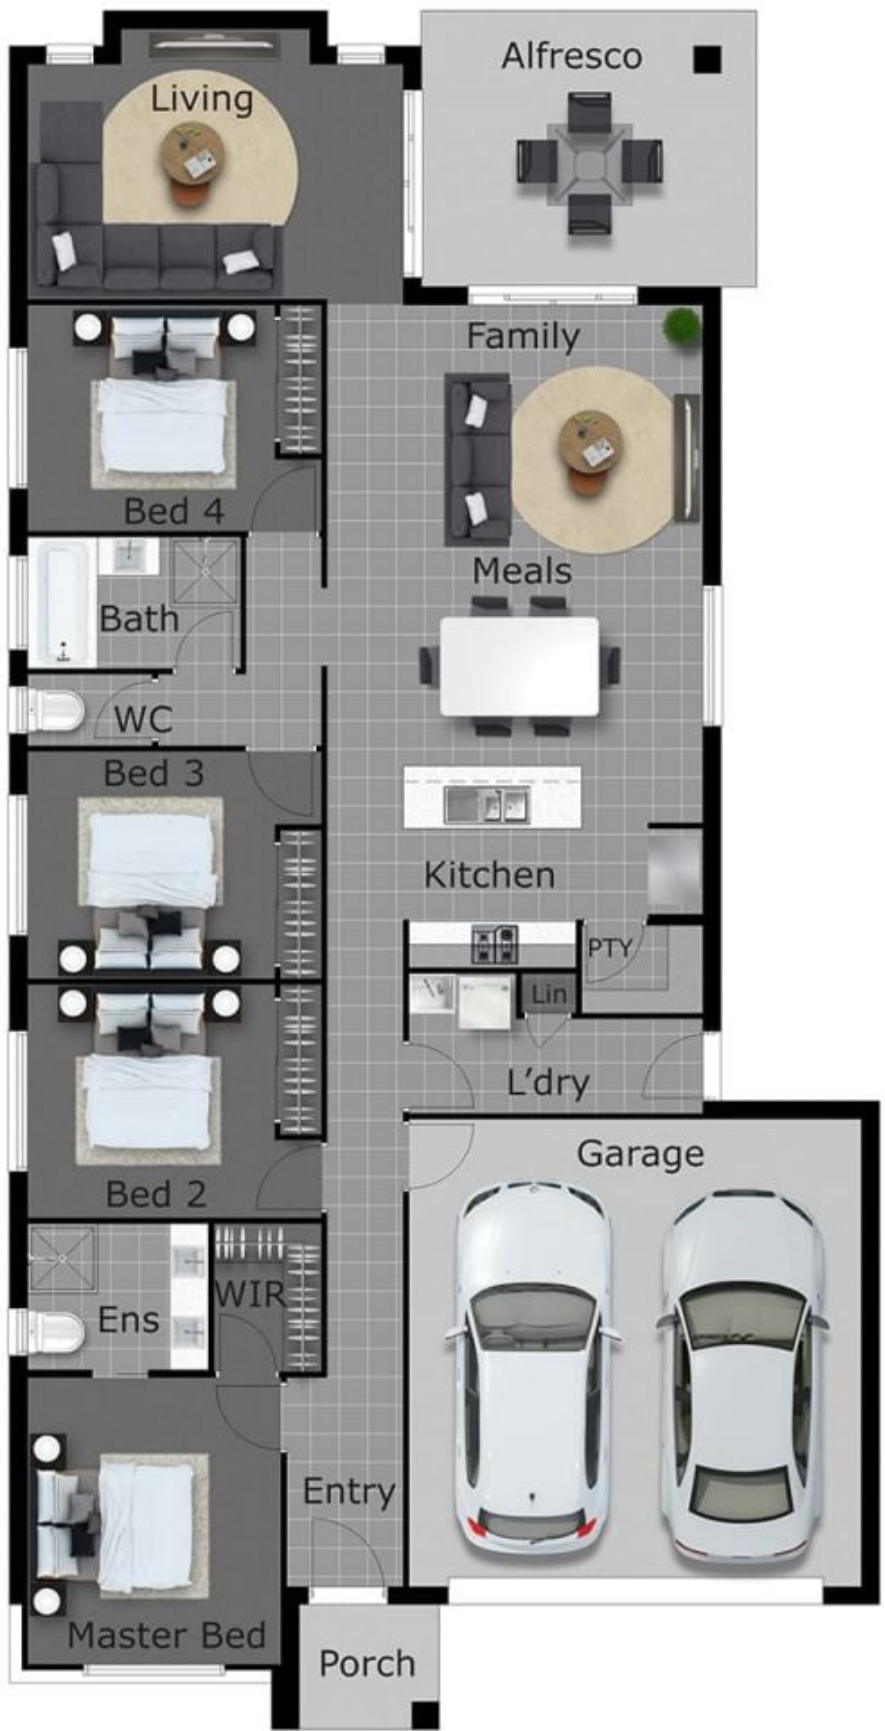 Alfresco
Living
Family
Bed 4
Meals
Bath
WC
Bed 3
Kitchen
PTY
Lin
L'dry
Garage
Bed 2
WIR
Ens
Entry
Master Bed
Porch